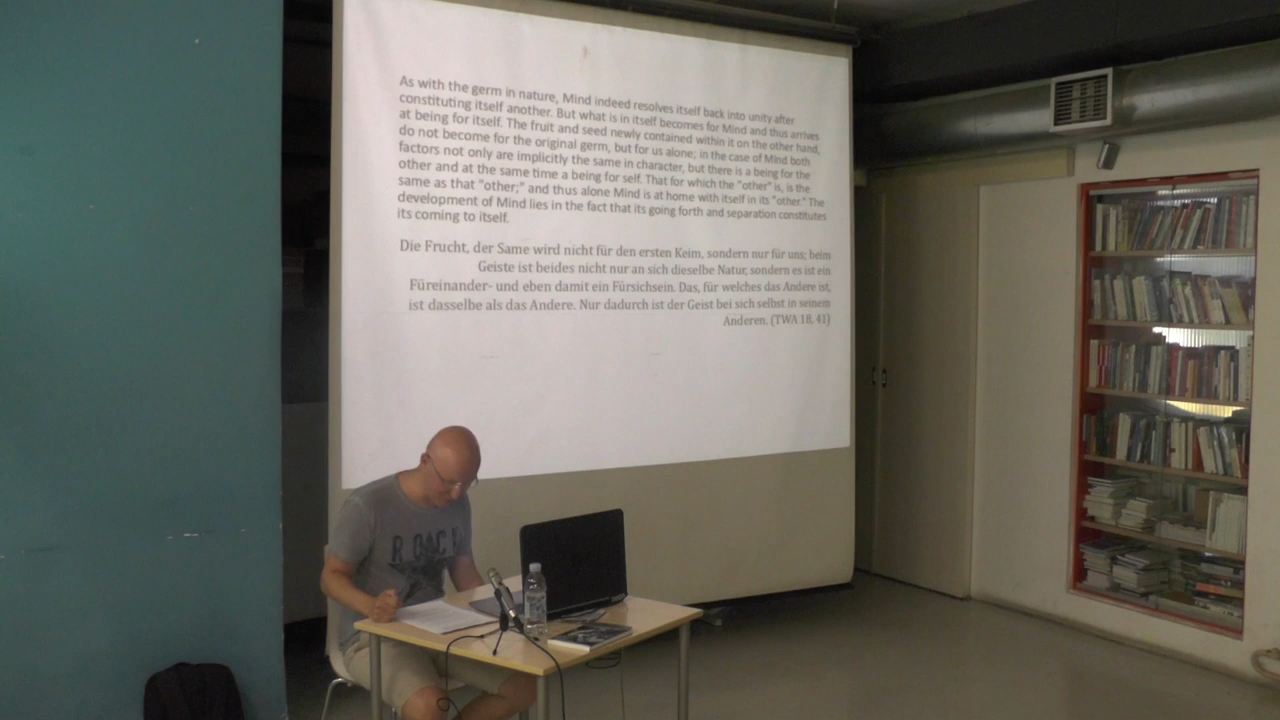 As with the germ in nature, Mind indeed resolves itself back into unity after
constituting itself another. But what is in itself becomes for Mind and thus arrives
at being for itself. The fruit and seed newly contained within it on the other hand,
do not become for the original germ, but for us alone; in the case of Mind both
factors not only are implicitly the same in character, but there is a being for the
other and at the same time a being for self. That for which the "other" is, is the
same as that "other;" and thus alone Mind is at home with itself in its "other." The
development of Mind lies in the fact that its going forth and separation constitutes
its coming to itself.
Die Frucht, der Same wird nicht für den ersten Keim, sondern nur für uns; beim
Geiste ist beides nicht nur an sich dieselbe Natur, sondern es ist ein
Füreinander- und eben damit ein Fürsichsein. Das, für welches das Andere ist,
ist dasselbe als das Andere. Nur dadurch ist der Geist bei sich selbst in seinem
Anderen. (TWA 18, 41)